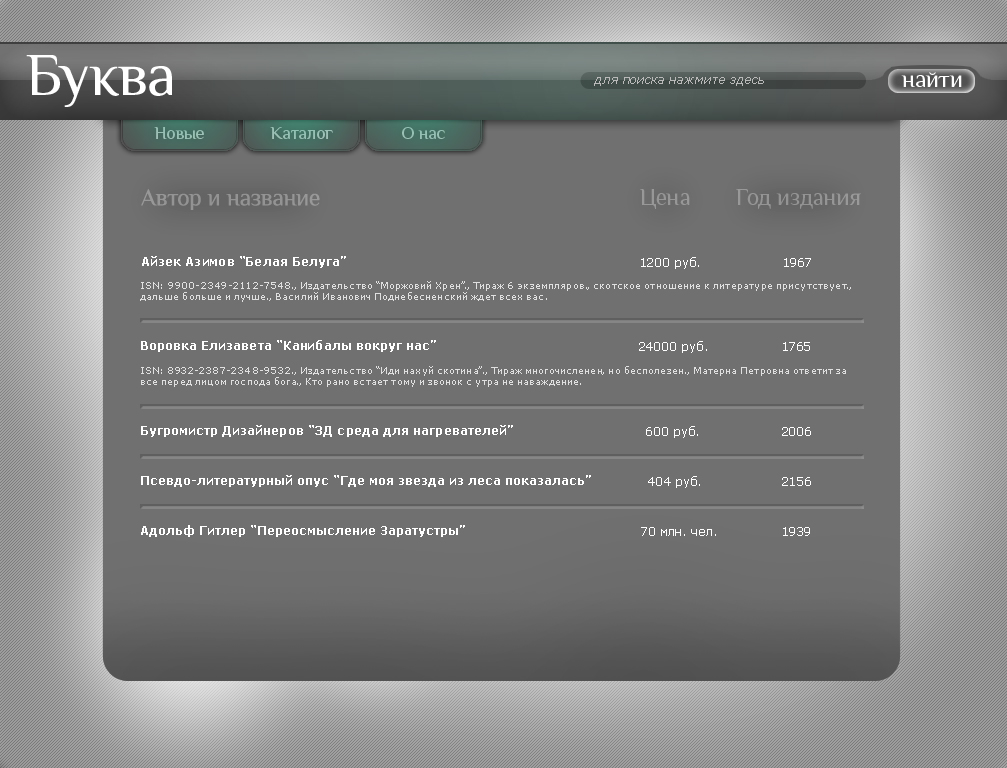 Буква
для поиска нажмите здесь
найти
Новые Каталог О нас
Автор и название Цена Год издания
Айзек Азимов "Белая Белуга" 1200 руб. 1967
ISN: 9900-2349-2112-7548., Издательство "Моржовий Хрен"., Тираж 6 экземпляров., скотское отношение к литературе присутствует.,
дальше больше и лучше., Василий Иванович Поднебесненский ждет всех вас.
Воровка Елизавета "Канибалы вокруг нас" 24000 руб. 1765
ISN: 8932-2387-2348-9532., Издательство "Иди нахуй скотина"., Тираж многочисленен, но бесполезен., Матерна Петровна ответит за
все перед лицом господа бога., Кто рано встает тому и звонок с утра не наваждение.
Бугромистр Дизайнеров "3Д среда для нагревателей" 600 руб. 2006
Псевдо-литературный опус "Где моя звезда из леса показалась" 404 руб. 2156
Адольф Гитлер "Переосмысление Заратустры" 70 млн. чел. 1939